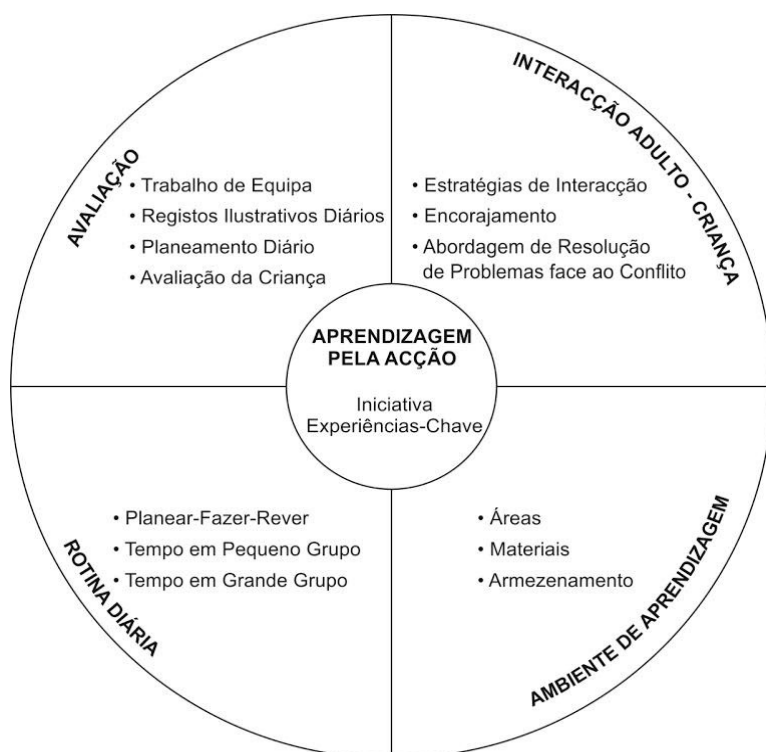 AVALIAÇÃO
• Trabalho de Equipa
• Registos Ilustrativos Diários
• Planeamento Diário
• Avaliação da Criança
INTERACÇÃO ADULTO - CRIANÇA
• Estratégias de Interacção
• Encorajamento
• Abordagem de Resolução
de Problemas face ao Conflito
APRENDIZAGEM
PELA ACÇÃO
Iniciativa
Experiências-Chave
ROTINA DIÁRIA
• Planear-Fazer-Rever
• Tempo em Pequeno Grupo
• Tempo em Grande Grupo
• Áreas
• Materiais
• Armezenamento
AMBIENTE DE APRENDIZAGEM